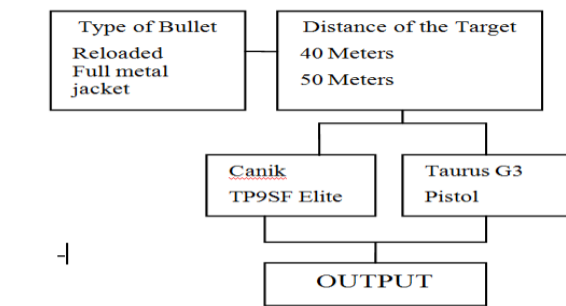 Type of Bullet
Reloaded
Full metal
jacket
Distance of the Target
40 Meters
50 Meters
Canik
TP9SF Elite
Taurus G3
Pistol
OUTPUT